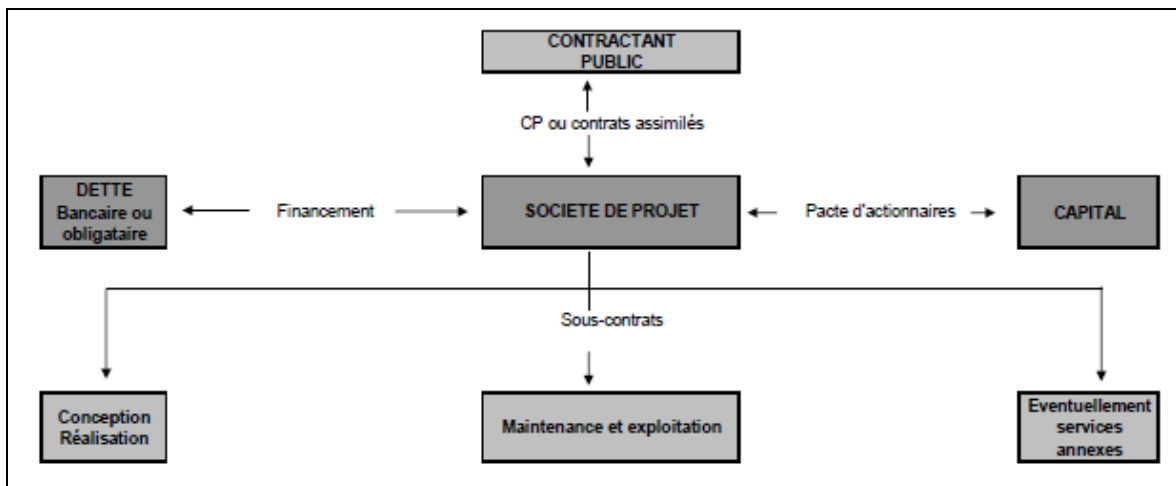 CONTRACTANT
PUBLIC
CP ou contrats assimilés
DETTE
Bancaire ou
obligataire
Financement
SOCIETE DE PROJET
Pacte d'actionnaires
CAPITAL
Sous-contrats
Conception
Réalisation
Maintenance et exploitation
Eventuellement
services
annexes